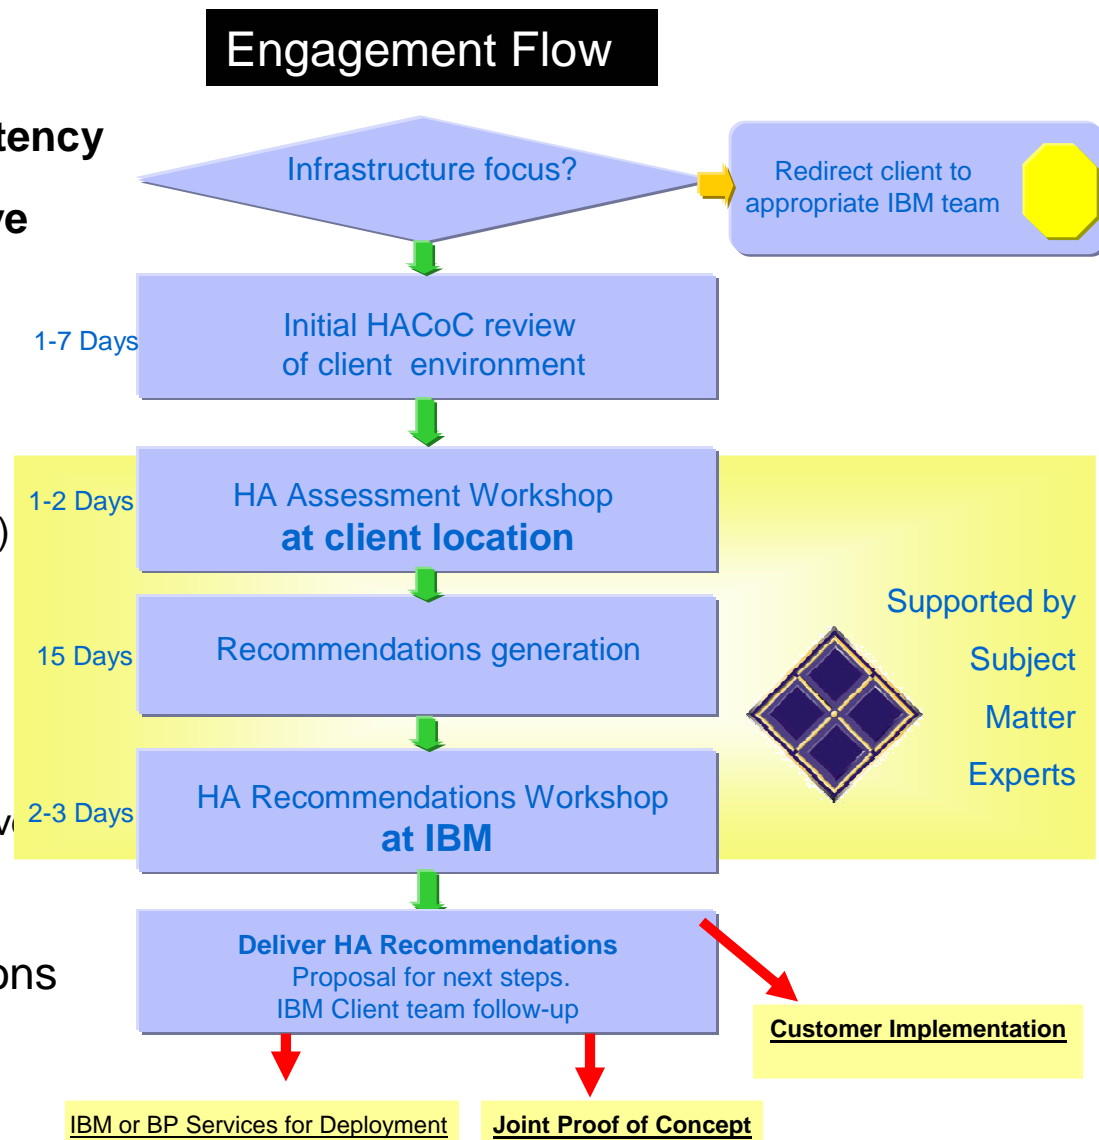 Engagement Flow
tency
ve
)
ve
ons
Infrastructure focus?
Redirect client to
appropriate IBM team
1-7 Days
Initial HACoC review
of client environment
1-2 Days
HA Assessment Workshop
at client location
15 Days
Recommendations generation
2-3 Days
HA Recommendations Workshop
at IBM
Supported by
Subject
Matter
Experts
Deliver HA Recommendations
Proposal for next steps.
IBM Client team follow-up
Customer Implementation
IBM or BP Services for Deployment
Joint Proof of Concept